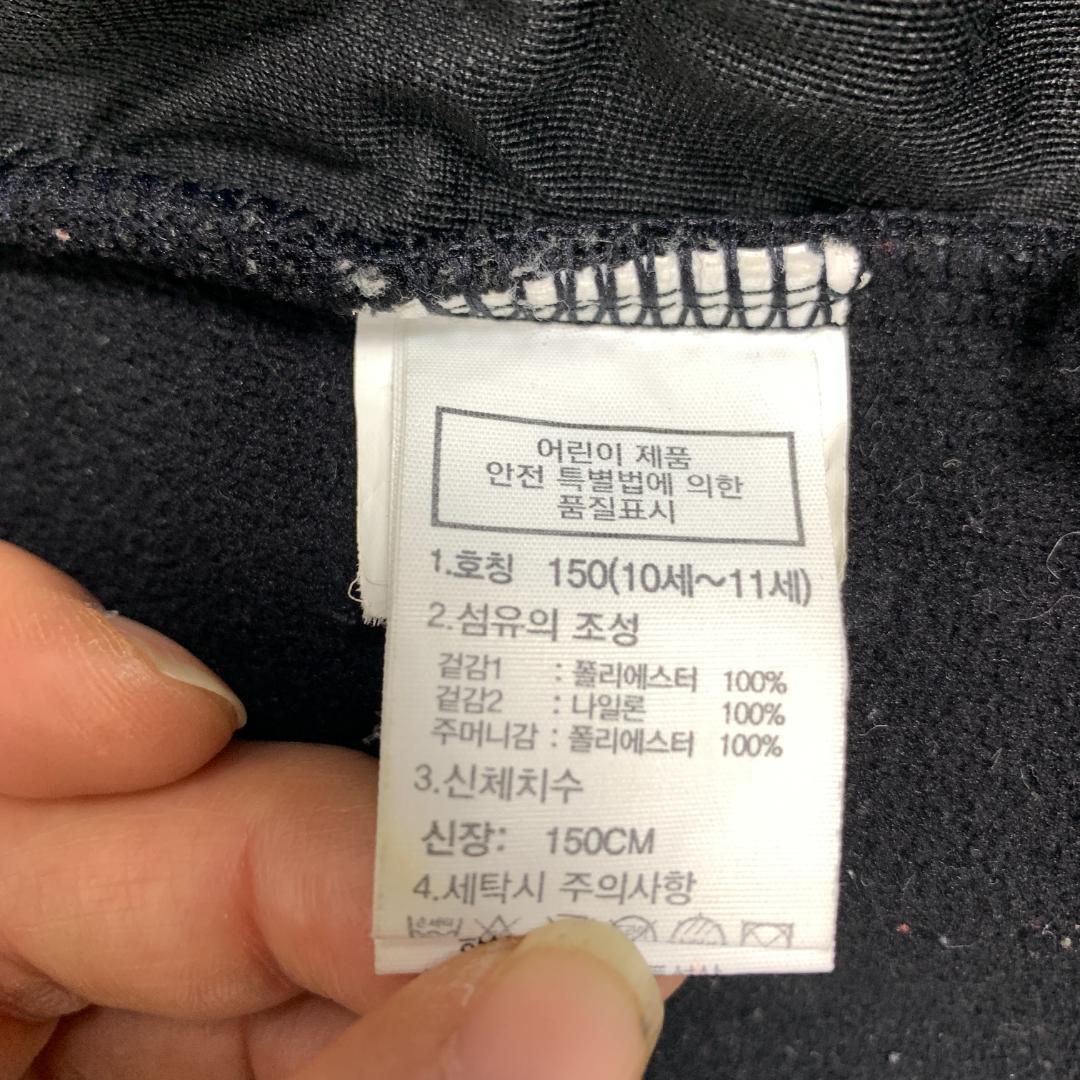 어린이 제품
안전 특별법에 의한
품질표시
1.호칭 150(10세~11세)
2.섬유의 조성
겉감1 : 폴리에스터 100%
겉감2 : 나일론 100%
주머니감 : 폴리에스터 100%
3.신체치수
신장: 150CM
4.세탁시 주의사항